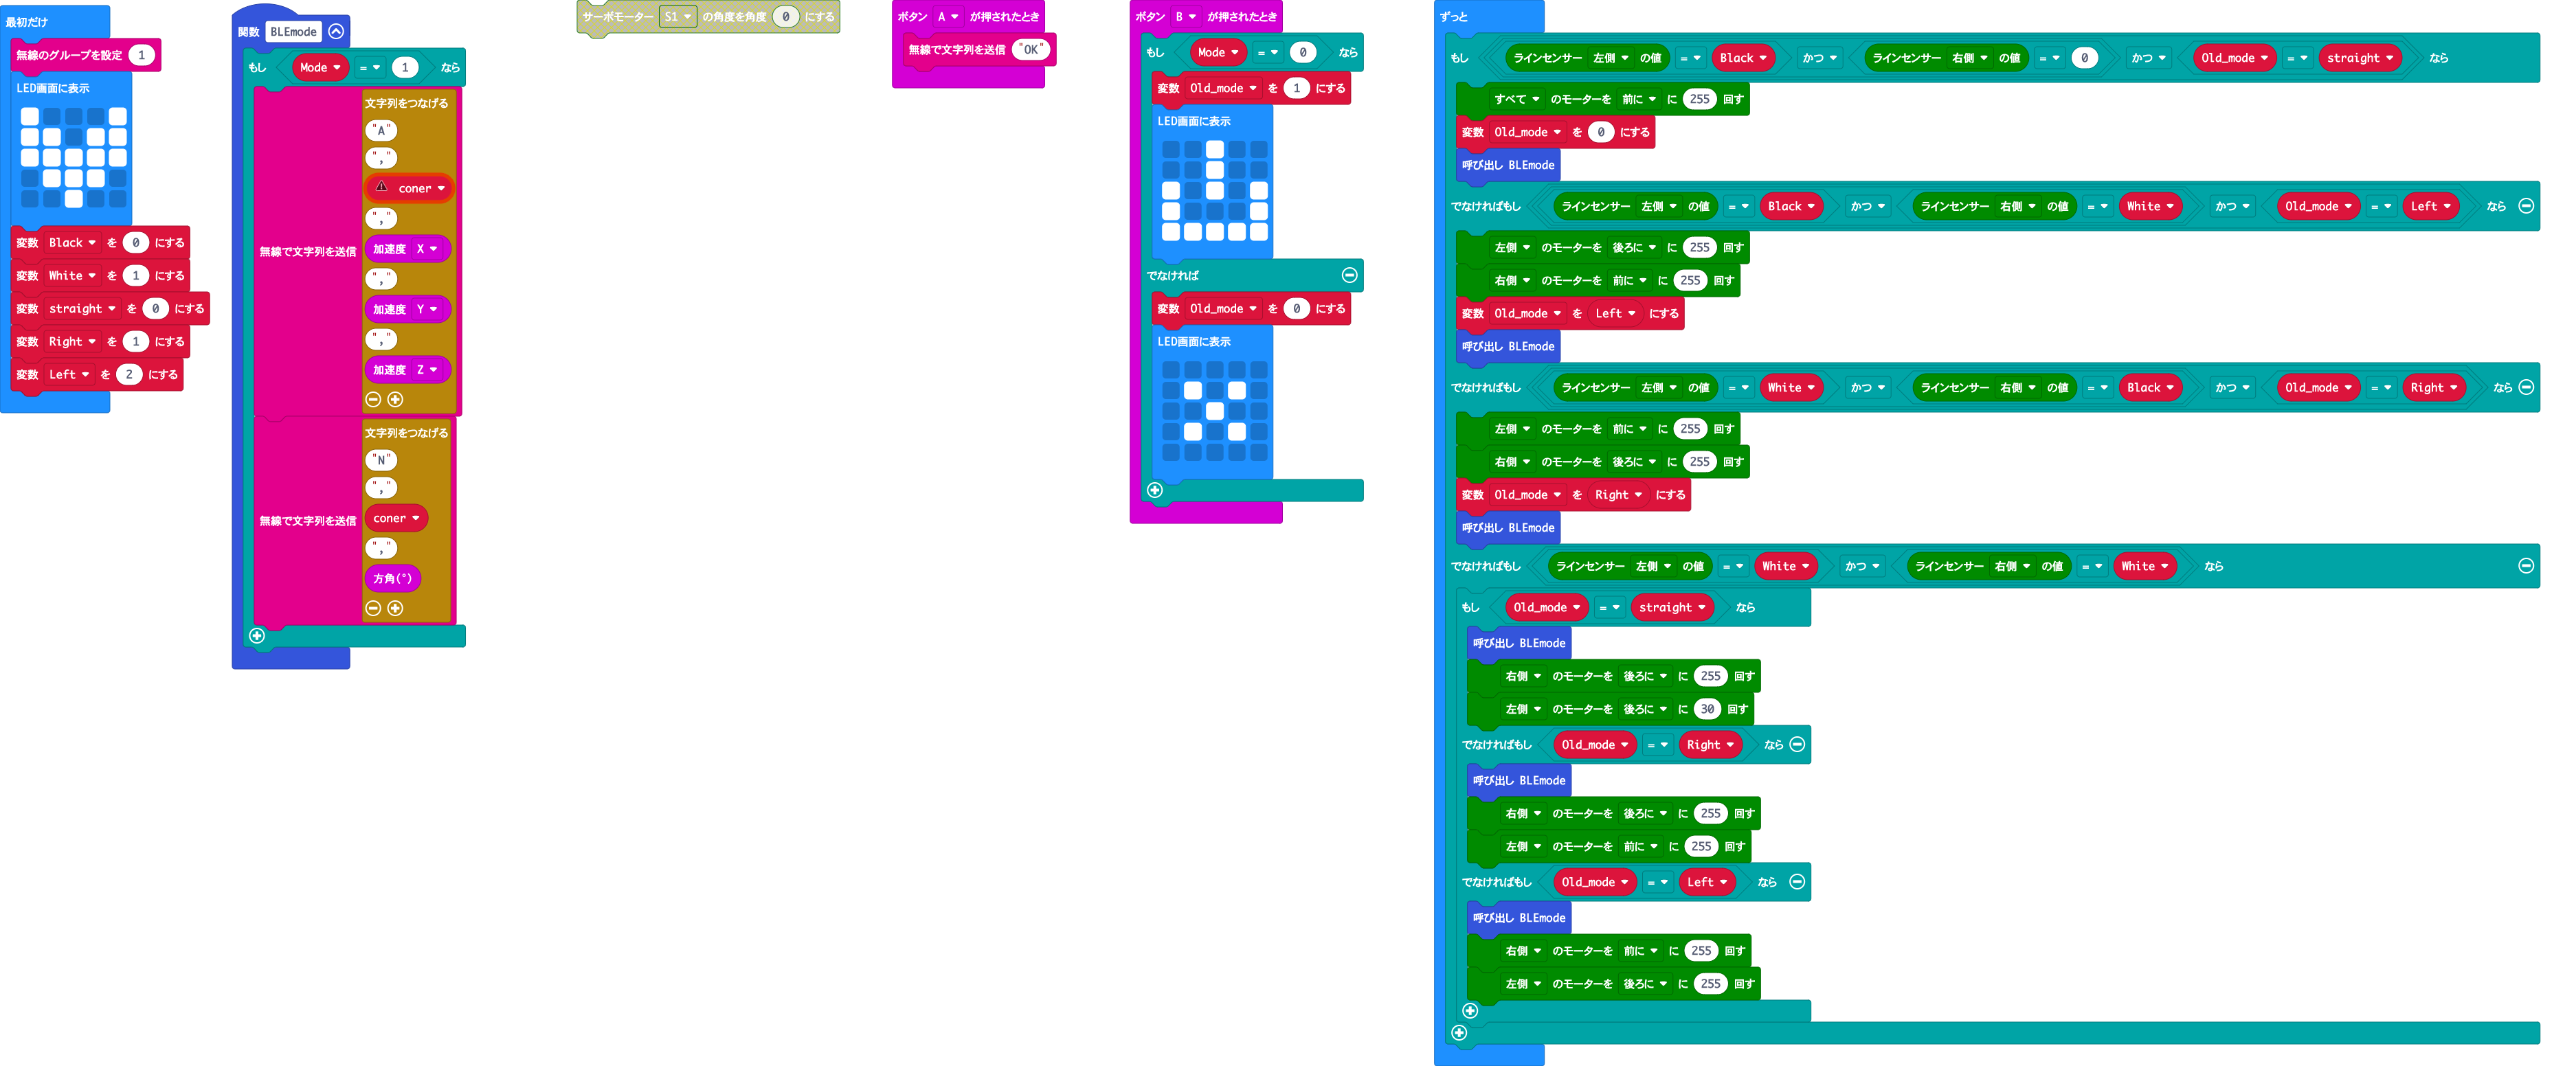 最初だけ
無線のグループを設定 1
LED画面に表示
変数 Black を 0 にする
変数 White を 1 にする
変数 straight を 0 にする
変数 Right を 1 にする
変数 Left を 2 にする
関数 BLEmode
もし Mode = 1 なら
無線で文字列を送信
文字列をつなげる
"A"
","
coner
","
加速度 X
","
加速度 Y
","
加速度 Z
無線で文字列を送信
文字列をつなげる
"N"
","
coner
","
方角(°)
サーボモーター S1 の角度を角度 0 にする
ボタン A が押されたとき
無線で文字列を送信 "OK"
ボタン B が押されたとき
もし Mode = 0 なら
変数 Old_mode を 1 にする
LED画面に表示
でなければ
変数 Old_mode を 0 にする
LED画面に表示
ずっと
もし ラインセンサー 左側 の値 = Black かつ ラインセンサー 右側 の値 = 0 かつ Old_mode = straight なら
すべて のモーターを 前に に 255 回す
変数 Old_mode を 0 にする
呼び出し BLEmode
でなければもし ラインセンサー 左側 の値 = Black かつ ラインセンサー 右側 の値 = White かつ Old_mode = Left なら
左側 のモーターを 後ろに に 255 回す
右側 のモーターを 前に に 255 回す
変数 Old_mode を Left にする
呼び出し BLEmode
でなければもし ラインセンサー 左側 の値 = White かつ ラインセンサー 右側 の値 = Black かつ Old_mode = Right なら
左側 のモーターを 前に に 255 回す
右側 のモーターを 後ろに に 255 回す
変数 Old_mode を Right にする
呼び出し BLEmode
でなければもし ラインセンサー 左側 の値 = White かつ ラインセンサー 右側 の値 = White なら
もし Old_mode = straight なら
呼び出し BLEmode
右側 のモーターを 後ろに に 255 回す
左側 のモーターを 後ろに に 30 回す
でなければもし Old_mode = Right なら
呼び出し BLEmode
右側 のモーターを 後ろに に 255 回す
左側 のモーターを 前に に 255 回す
でなければもし Old_mode = Left なら
呼び出し BLEmode
右側 のモーターを 前に に 255 回す
左側 のモーターを 後ろに に 255 回す